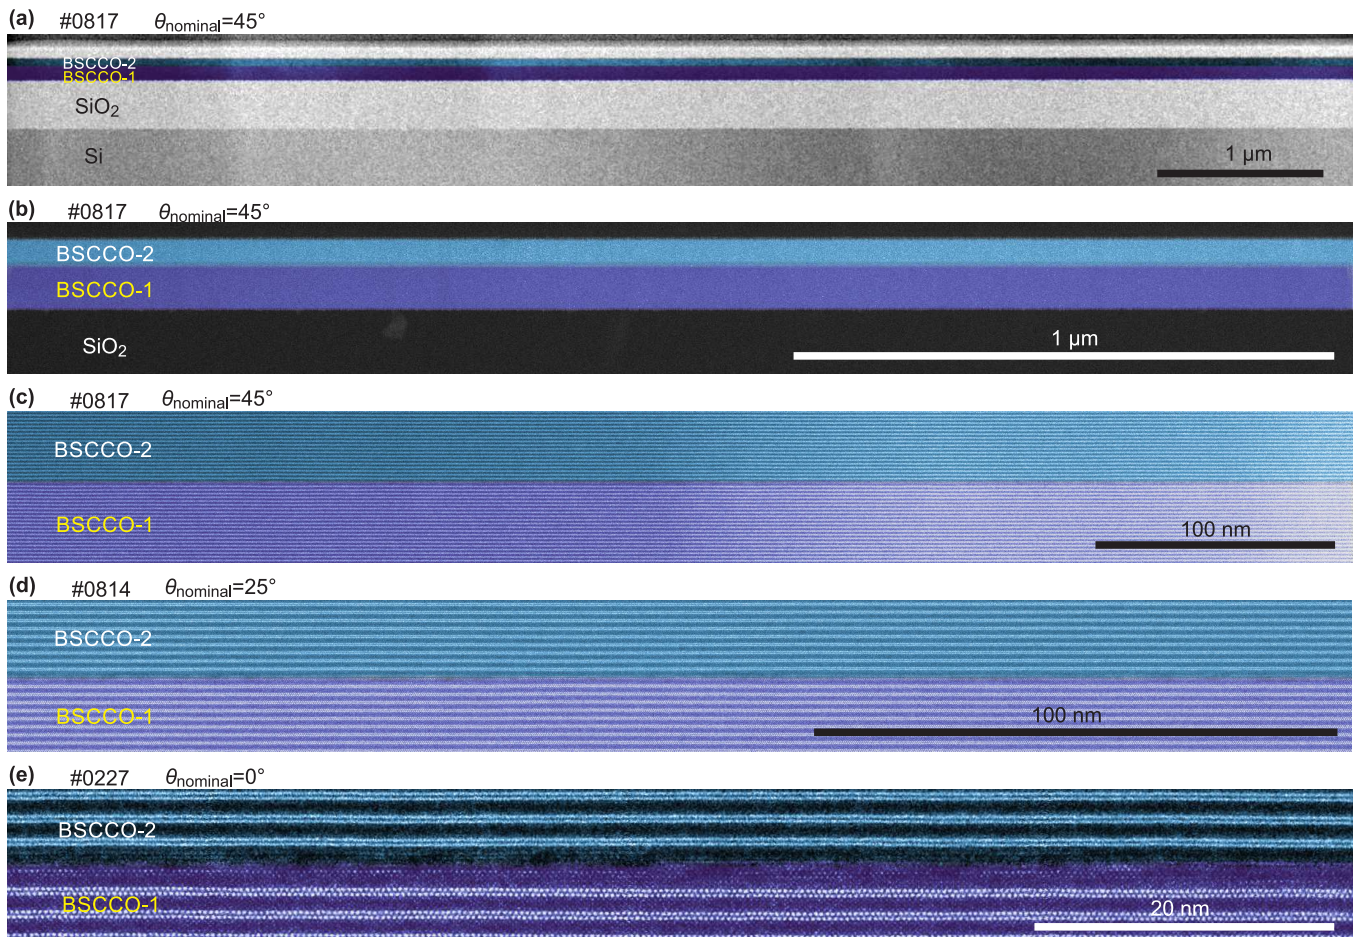 (a) #0817 θnominal=45°
BSCCO-2
BSCCO-1
SiO₂
Si
1 μm
(b) #0817 θnominal=45°
BSCCO-2
BSCCO-1
SiO₂
1 μm
(c) #0817 θnominal=45°
BSCCO-2
BSCCO-1
100 nm
(d) #0814 θnominal=25°
BSCCO-2
BSCCO-1
100 nm
(e) #0227 θnominal=0°
BSCCO-2
BSCCO-1
20 nm